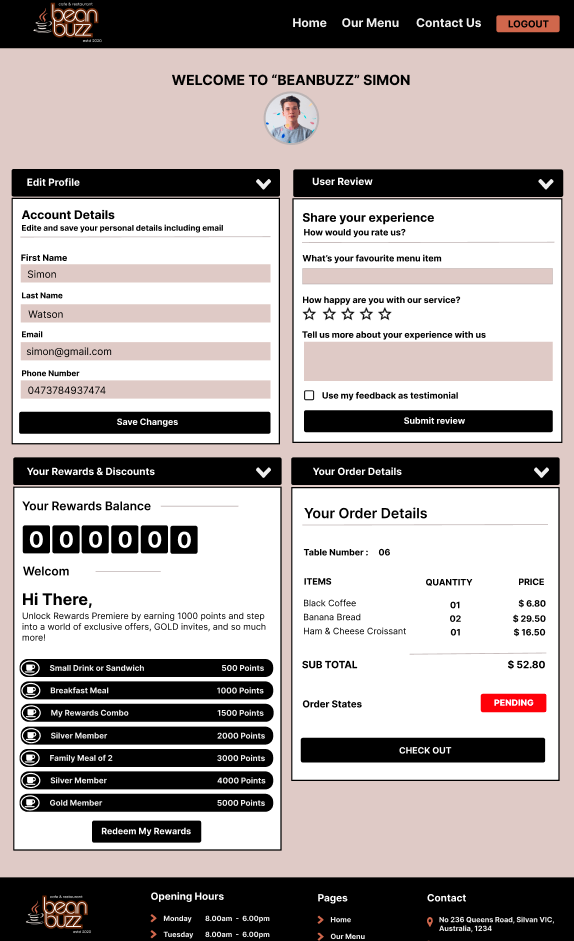 cafe & restaurant
bean
buzz
estd 2020
Home Our Menu Contact Us LOGOUT
WELCOME TO “BEANBUZZ” SIMON
Edit Profile
Account Details
Edite and save your personal details including email
First Name
Simon
Last Name
Watson
Email
simon@gmail.com
Phone Number
0473784937474
Save Changes
User Review
Share your experience
How would you rate us?
What's your favourite menu item
How happy are you with our service?
Tell us more about your experience with us
Use my feedback as testimonial
Submit review
Your Rewards & Discounts
Your Rewards Balance
0 0 0 0 0 0
Welcom
Hi There,
Unlock Rewards Premiere by earning 1000 points and step
into a world of exclusive offers, GOLD invites, and so much
more!
Small Drink or Sandwich 500 Points
Breakfast Meal 1000 Points
My Rewards Combo 1500 Points
Silver Member 2000 Points
Family Meal of 2 3000 Points
Silver Member 4000 Points
Gold Member 5000 Points
Redeem My Rewards
Your Order Details
Your Order Details
Table Number : 06
ITEMS QUANTITY PRICE
Black Coffee 01 $ 6.80
Banana Bread 02 $ 29.50
Ham & Cheese Croissant 01 $ 16.50
SUB TOTAL $ 52.80
Order States PENDING
CHECK OUT
cafe & restaurant
bean
buzz
estd 2020
Opening Hours
Monday 8.00am - 6.00pm
Tuesday 8.00am - 6.00pm
Pages
Home
Our Menu
Contact
No 236 Queens Road, Silvan VIC,
Australia, 1234